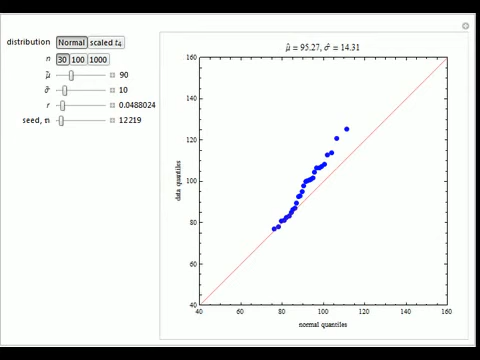 distribution Normal scaled t4
n 30 100 1000
μ̃ 90
σ̃ 10
r 0.0488024
seed, n 12219
μ̂ = 95.27, σ̂ = 14.31
160
140
120
100
80
60
40
data quantiles
40 60 80 100 120 140 160
normal quantiles